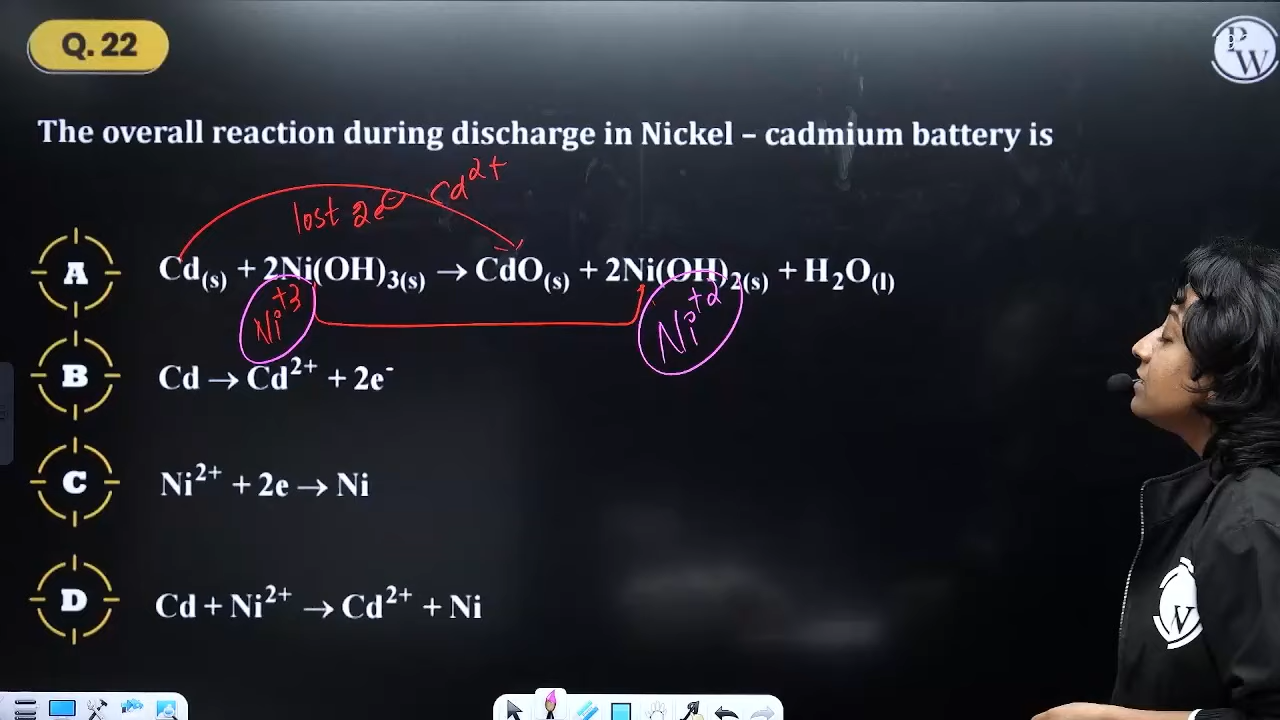 Q. 22
PW
The overall reaction during discharge in Nickel – cadmium battery is
lost 2e⊖ Cd²⁺
A Cd₍ₛ₎ + 2Ni(OH)₃₍ₛ₎ → CdO₍ₛ₎ + 2Ni(OH)₂₍ₛ₎ + H₂O₍ₗ₎
Ni⁺³ Ni⁺²
B Cd → Cd²⁺ + 2e⁻
C Ni²⁺ + 2e → Ni
D Cd + Ni²⁺ → Cd²⁺ + Ni